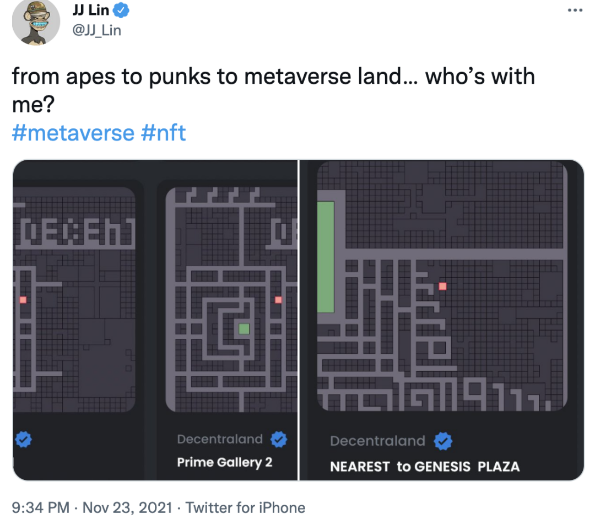 JJ Lin
@JJ_Lin
from apes to punks to metaverse land... who's with
me?
#metaverse #nft
Decentraland
Prime Gallery 2
Decentraland
NEAREST to GENESIS PLAZA
9:34 PM · Nov 23, 2021 · Twitter for iPhone